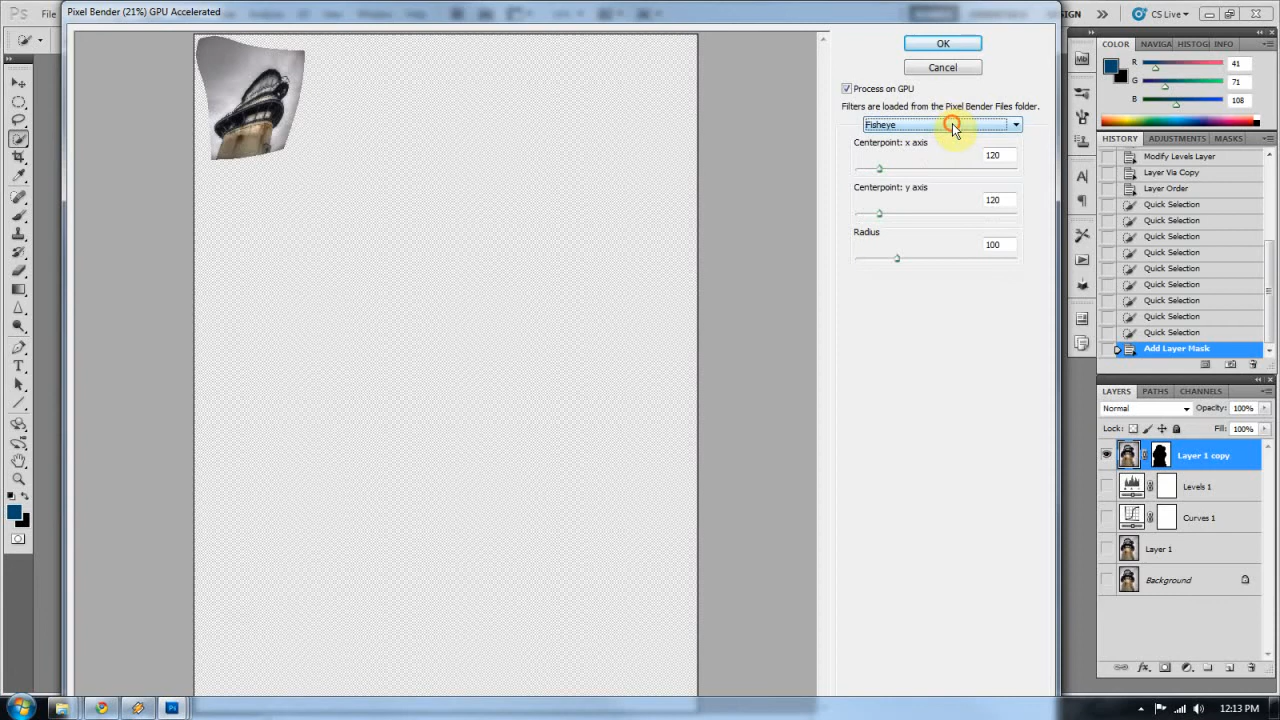 Pixel Bender (21%) GPU Accelerated
Ps File
CS Live
OK
Cancel
Process on GPU
Filters are loaded from the Pixel Bender Files folder.
Fisheye
Centerpoint: x axis
120
Centerpoint: y axis
120
Radius
100
COLOR NAVIGA HISTOG INFO
R 41
G 71
B 108
HISTORY ADJUSTMENTS MASKS
Modify Levels Layer
Layer Via Copy
Layer Order
Quick Selection
Quick Selection
Quick Selection
Quick Selection
Quick Selection
Quick Selection
Quick Selection
Quick Selection
Quick Selection
Add Layer Mask
LAYERS PATHS CHANNELS
Normal Opacity: 100%
Lock: Fill: 100%
Layer 1 copy
Levels 1
Curves 1
Layer 1
Background
12:13 PM